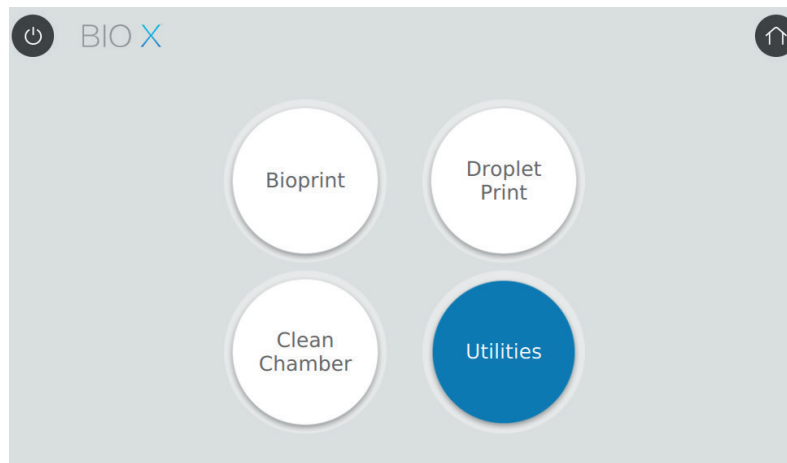 BIO X
Bioprint
Droplet
Print
Clean
Chamber
Utilities